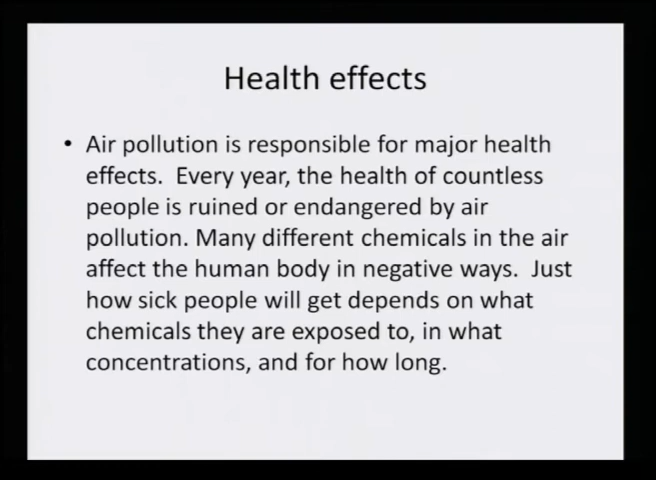 Health effects
• Air pollution is responsible for major health
effects.  Every year, the health of countless
people is ruined or endangered by air
pollution. Many different chemicals in the air
affect the human body in negative ways.  Just
how sick people will get depends on what
chemicals they are exposed to, in what
concentrations, and for how long.